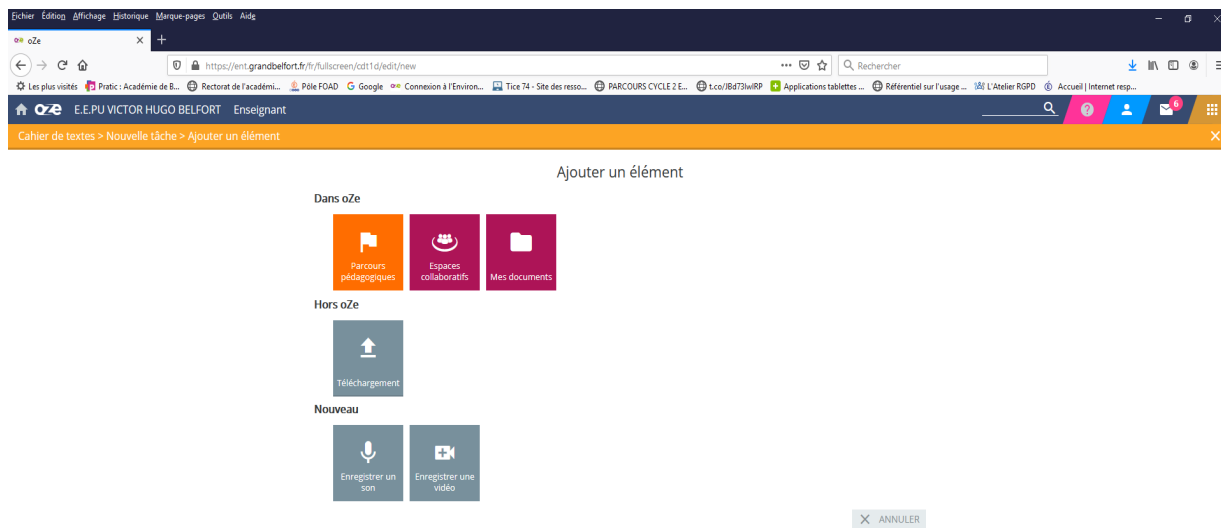 Fichier Édition Affichage Historique Marque-pages Outils Aide
oZe
https://ent.grandbelfort.fr/fr/fullscreen/cdt1d/edit/new
Rechercher
Les plus visités Pratic : Académie de B... Rectorat de l'académi... Pôle FOAD Google Connexion à l'Environ... Tice 74 - Site des resso... PARCOURS CYCLE 2 E... t.co/JBd73IwiRP Applications tablettes ... Référentiel sur l'usage ... L'Atelier RGPD Accueil | Internet resp...
oZe E.E.PU VICTOR HUGO BELFORT Enseignant ? 6
Cahier de textes > Nouvelle tâche > Ajouter un élément
Ajouter un élément
Dans oZe
Parcours pédagogiques
Espaces collaboratifs
Mes documents
Hors oZe
Téléchargement
Nouveau
Enregistrer un son
Enregistrer une vidéo
ANNULER